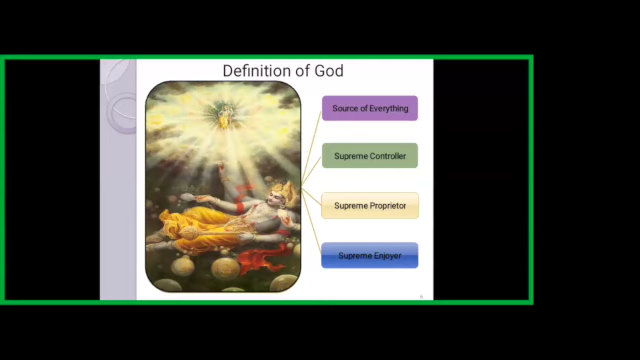 Definition of God
Source of Everything
Supreme Controller
Supreme Proprietor
Supreme Enjoyer